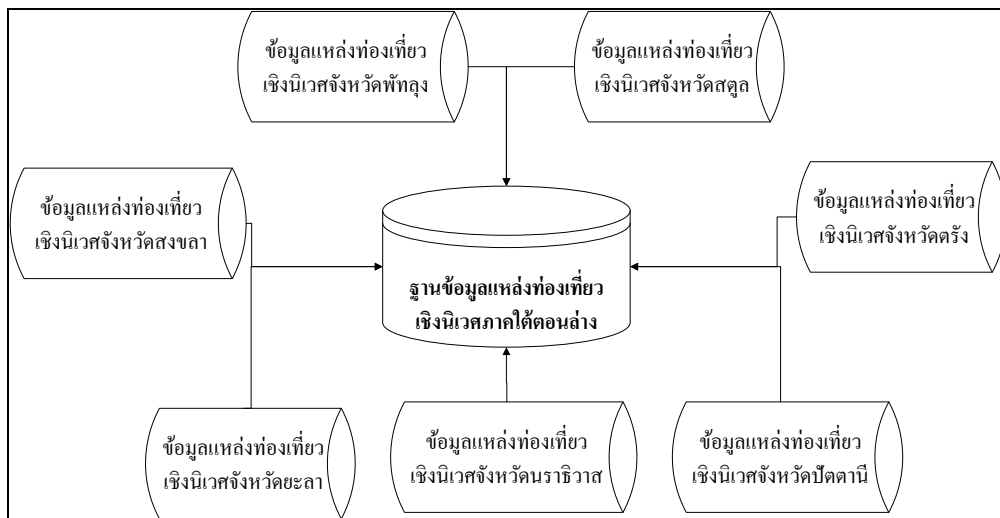 ข้อมูลแหล่งท่องเที่ยว
เชิงนิเวศจังหวัดพัทลุง
ข้อมูลแหล่งท่องเที่ยว
เชิงนิเวศจังหวัดสตูล
ข้อมูลแหล่งท่องเที่ยว
เชิงนิเวศจังหวัดสงขลา
ข้อมูลแหล่งท่องเที่ยว
เชิงนิเวศจังหวัดตรัง
ฐานข้อมูลแหล่งท่องเที่ยว
เชิงนิเวศภาคใต้ตอนล่าง
ข้อมูลแหล่งท่องเที่ยว
เชิงนิเวศจังหวัดยะลา
ข้อมูลแหล่งท่องเที่ยว
เชิงนิเวศจังหวัดนราธิวาส
ข้อมูลแหล่งท่องเที่ยว
เชิงนิเวศจังหวัดปัตตานี